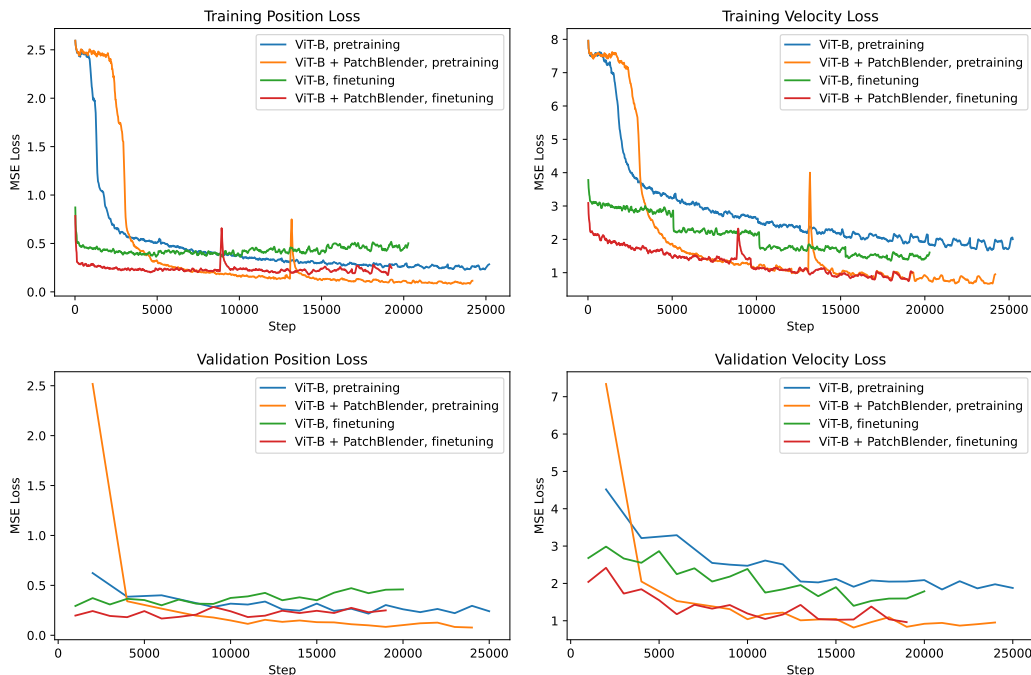 Training Position Loss
MSE Loss
2.5
2.0
1.5
1.0
0.5
0.0
ViT-B, pretraining
ViT-B + PatchBlender, pretraining
ViT-B, finetuning
ViT-B + PatchBlender, finetuning
0 5000 10000 15000 20000 25000
Step
Training Velocity Loss
MSE Loss
8
7
6
5
4
3
2
1
ViT-B, pretraining
ViT-B + PatchBlender, pretraining
ViT-B, finetuning
ViT-B + PatchBlender, finetuning
0 5000 10000 15000 20000 25000
Step
Validation Position Loss
MSE Loss
2.5
2.0
1.5
1.0
0.5
0.0
ViT-B, pretraining
ViT-B + PatchBlender, pretraining
ViT-B, finetuning
ViT-B + PatchBlender, finetuning
0 5000 10000 15000 20000 25000
Step
Validation Velocity Loss
MSE Loss
7
6
5
4
3
2
1
ViT-B, pretraining
ViT-B + PatchBlender, pretraining
ViT-B, finetuning
ViT-B + PatchBlender, finetuning
0 5000 10000 15000 20000 25000
Step